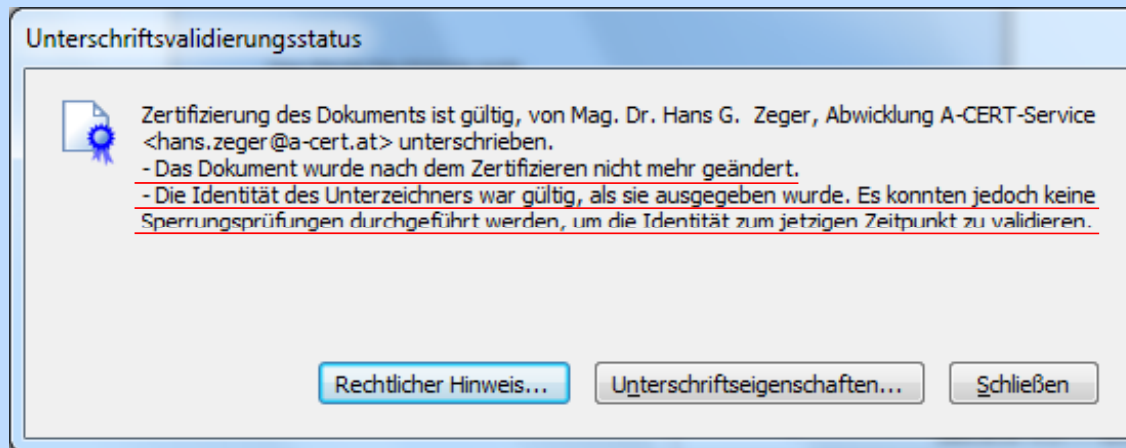 Unterschriftsvalidierungsstatus
Zertifizierung des Dokuments ist gültig, von Mag. Dr. Hans G. Zeger, Abwicklung A-CERT-Service
<hans.zeger@a-cert.at> unterschrieben.
- Das Dokument wurde nach dem Zertifizieren nicht mehr geändert.
- Die Identität des Unterzeichners war gültig, als sie ausgegeben wurde. Es konnten jedoch keine
Sperrungsprüfungen durchgeführt werden, um die Identität zum jetzigen Zeitpunkt zu validieren.
Rechtlicher Hinweis... Unterschriftseigenschaften... Schließen